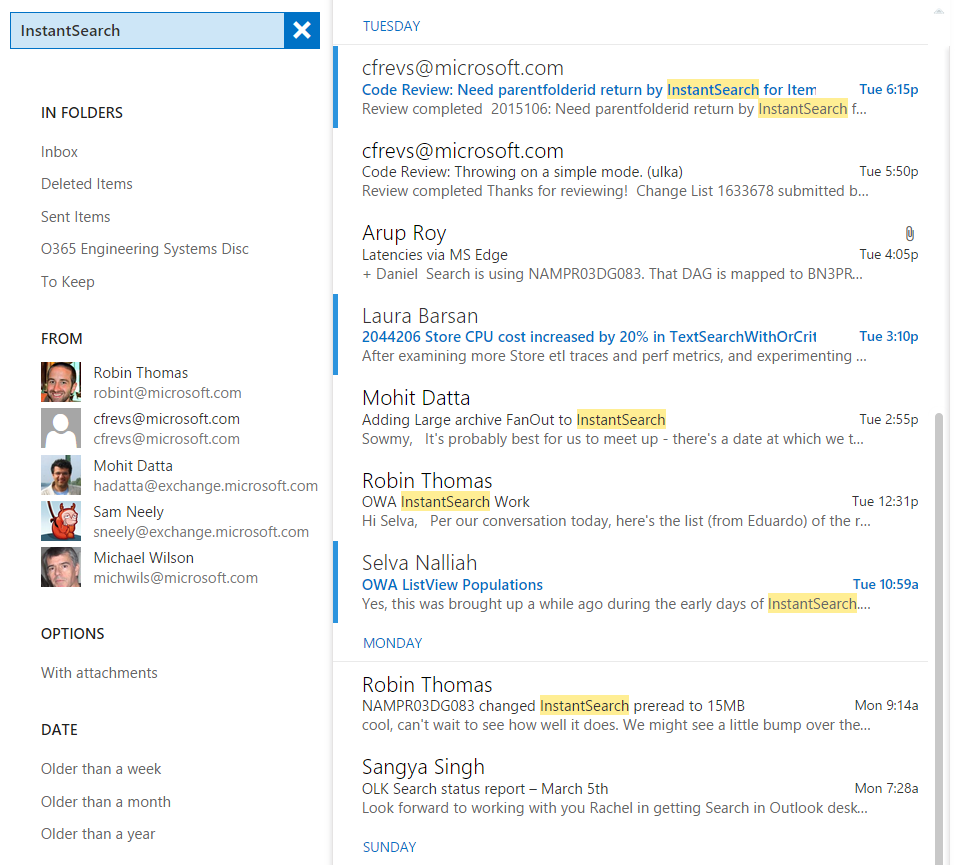 InstantSearch
IN FOLDERS
Inbox
Deleted Items
Sent Items
O365 Engineering Systems Disc
To Keep
FROM
Robin Thomas
robint@microsoft.com
cfrevs@microsoft.com
cfrevs@microsoft.com
Mohit Datta
hadatta@exchange.microsoft.com
Sam Neely
sneely@exchange.microsoft.com
Michael Wilson
michwils@microsoft.com
OPTIONS
With attachments
DATE
Older than a week
Older than a month
Older than a year
TUESDAY
cfrevs@microsoft.com
Code Review: Need parentfolderid return by InstantSearch for Item Tue 6:15p
Review completed 2015106: Need parentfolderid return by InstantSearch f...
cfrevs@microsoft.com
Code Review: Throwing on a simple mode. (ulka) Tue 5:50p
Review completed Thanks for reviewing! Change List 1633678 submitted b...
Arup Roy
Latencies via MS Edge Tue 4:05p
+ Daniel Search is using NAMPR03DG083. That DAG is mapped to BN3PR...
Laura Barsan
2044206 Store CPU cost increased by 20% in TextSearchWithOrCrit Tue 3:10p
After examining more Store etl traces and perf metrics, and experimenting ...
Mohit Datta
Adding Large archive FanOut to InstantSearch Tue 2:55p
Sowmy, It's probably best for us to meet up - there's a date at which we t...
Robin Thomas
OWA InstantSearch Work Tue 12:31p
Hi Selva, Per our conversation today, here's the list (from Eduardo) of the r...
Selva Nalliah
OWA ListView Populations Tue 10:59a
Yes, this was brought up a while ago during the early days of InstantSearch....
MONDAY
Robin Thomas
NAMPR03DG083 changed InstantSearch preread to 15MB Mon 9:14a
cool, can't wait to see how well it does. We might see a little bump over the...
Sangya Singh
OLK Search status report – March 5th Mon 7:28a
Look forward to working with you Rachel in getting Search in Outlook desk...
SUNDAY